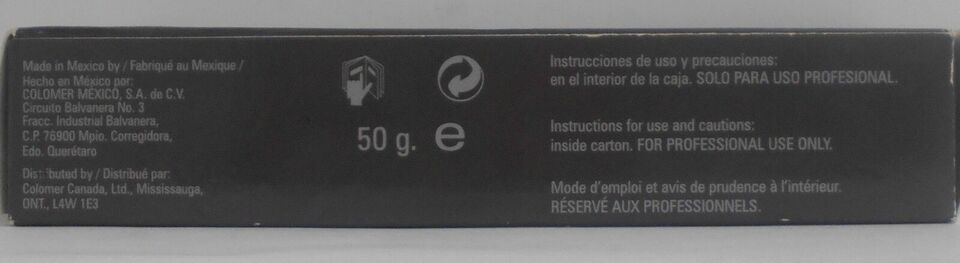 Made in Mexico by / Fabriqué au Mexique /
Hecho en México por:
COLOMER MÉXICO, S.A. de C.V.
Circuito Balvanera No. 3
Fracc. Industrial Balvanera,
C.P. 76900 Mpio. Corregidora,
Edo. Querétaro
Distributed by / Distribué par:
Colomer Canada, Ltd., Mississauga,
ONT., L4W 1E3
50 g. e
Instrucciones de uso y precauciones:
en el interior de la caja. SOLO PARA USO PROFESIONAL.
Instructions for use and cautions:
inside carton. FOR PROFESSIONAL USE ONLY.
Mode d'emploi et avis de prudence à l'intérieur.
RÉSERVÉ AUX PROFESSIONNELS.